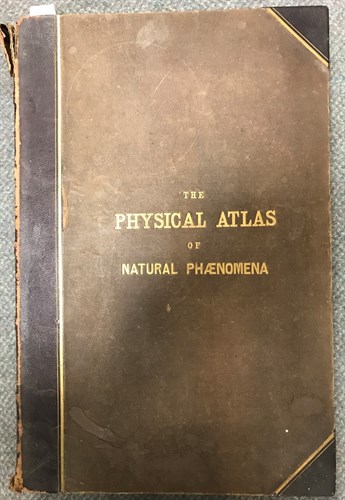 THE
PHYSICAL ATLAS
OF
NATURAL PHÆNOMENA